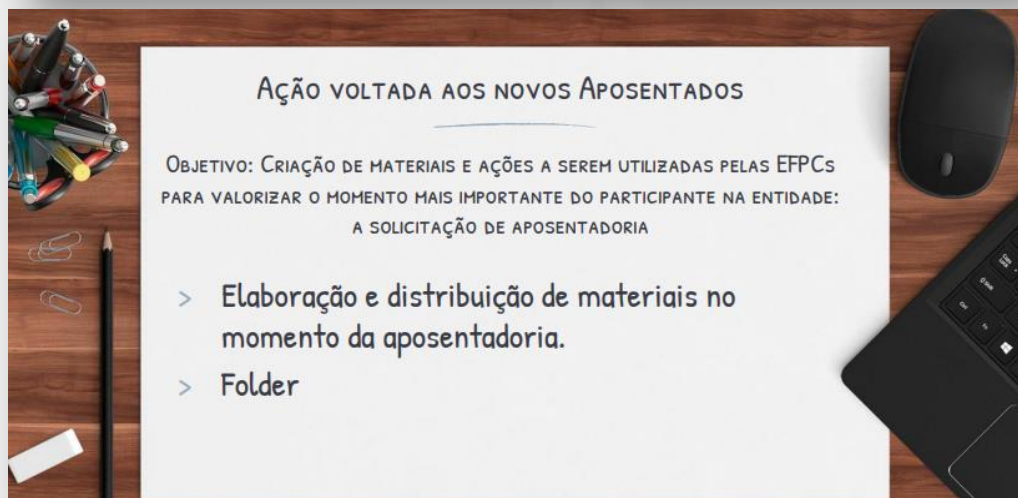 Ação voltada aos novos Aposentados
Objetivo: Criação de materiais e ações a serem utilizadas pelas EFPCs
para valorizar o momento mais importante do participante na entidade:
a solicitação de aposentadoria
> Elaboração e distribuição de materiais no
momento da aposentadoria.
> Folder